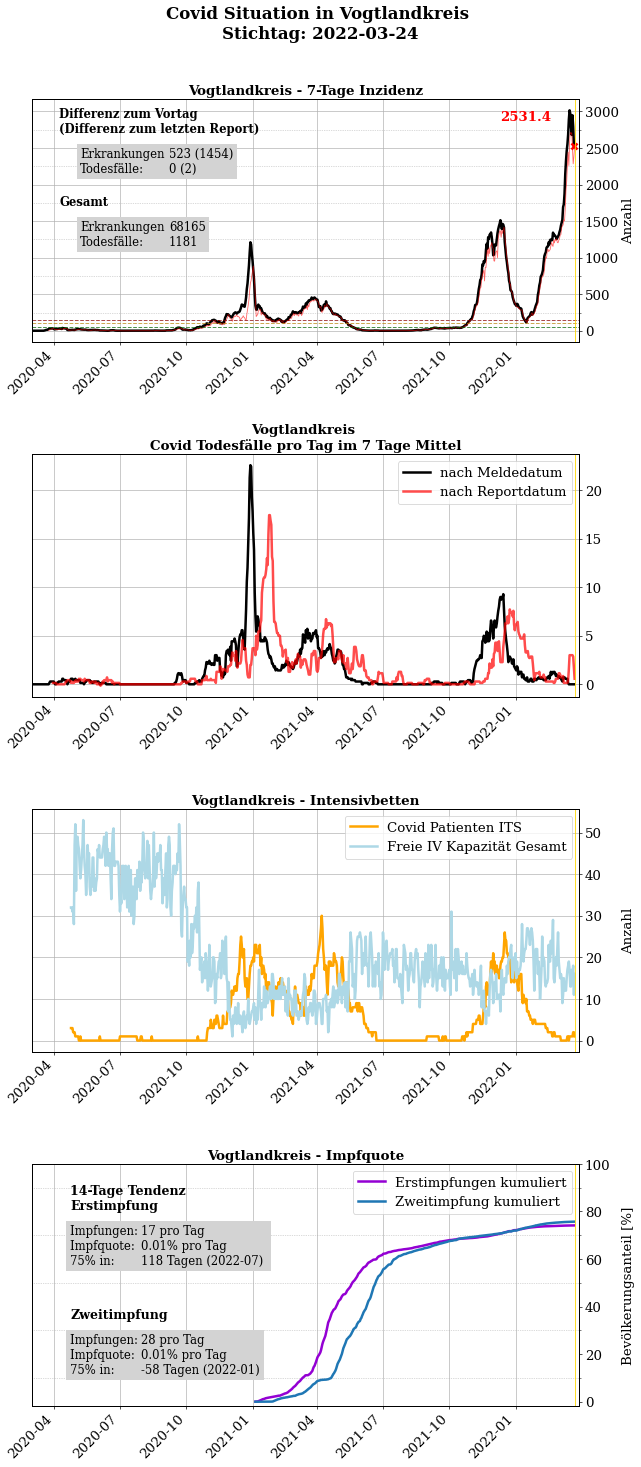 Covid Situation in Vogtlandkreis
Stichtag: 2022-03-24
Vogtlandkreis - 7-Tage Inzidenz
Differenz zum Vortag
(Differenz zum letzten Report)
Erkrankungen 523 (1454)
Todesfälle: 0 (2)
Gesamt
Erkrankungen 68165
Todesfälle: 1181
2531.4
3000
2500
2000
1500
1000
500
0
Anzahl
2020-04
2020-07
2020-10
2021-01
2021-04
2021-07
2021-10
2022-01
Vogtlandkreis
Covid Todesfälle pro Tag im 7 Tage Mittel
nach Meldedatum
nach Reportdatum
20
15
10
5
0
2020-04
2020-07
2020-10
2021-01
2021-04
2021-07
2021-10
2022-01
Vogtlandkreis - Intensivbetten
Covid Patienten ITS
Freie IV Kapazität Gesamt
50
40
30
20
10
0
Anzahl
2020-04
2020-07
2020-10
2021-01
2021-04
2021-07
2021-10
2022-01
Vogtlandkreis - Impfquote
14-Tage Tendenz
Erstimpfung
Impfungen: 17 pro Tag
Impfquote: 0.01% pro Tag
75% in: 118 Tagen (2022-07)
Zweitimpfung
Impfungen: 28 pro Tag
Impfquote: 0.01% pro Tag
75% in: -58 Tagen (2022-01)
Erstimpfungen kumuliert
Zweitimpfung kumuliert
100
80
60
40
20
0
Bevölkerungsanteil [%]
2020-04
2020-07
2020-10
2021-01
2021-04
2021-07
2021-10
2022-01